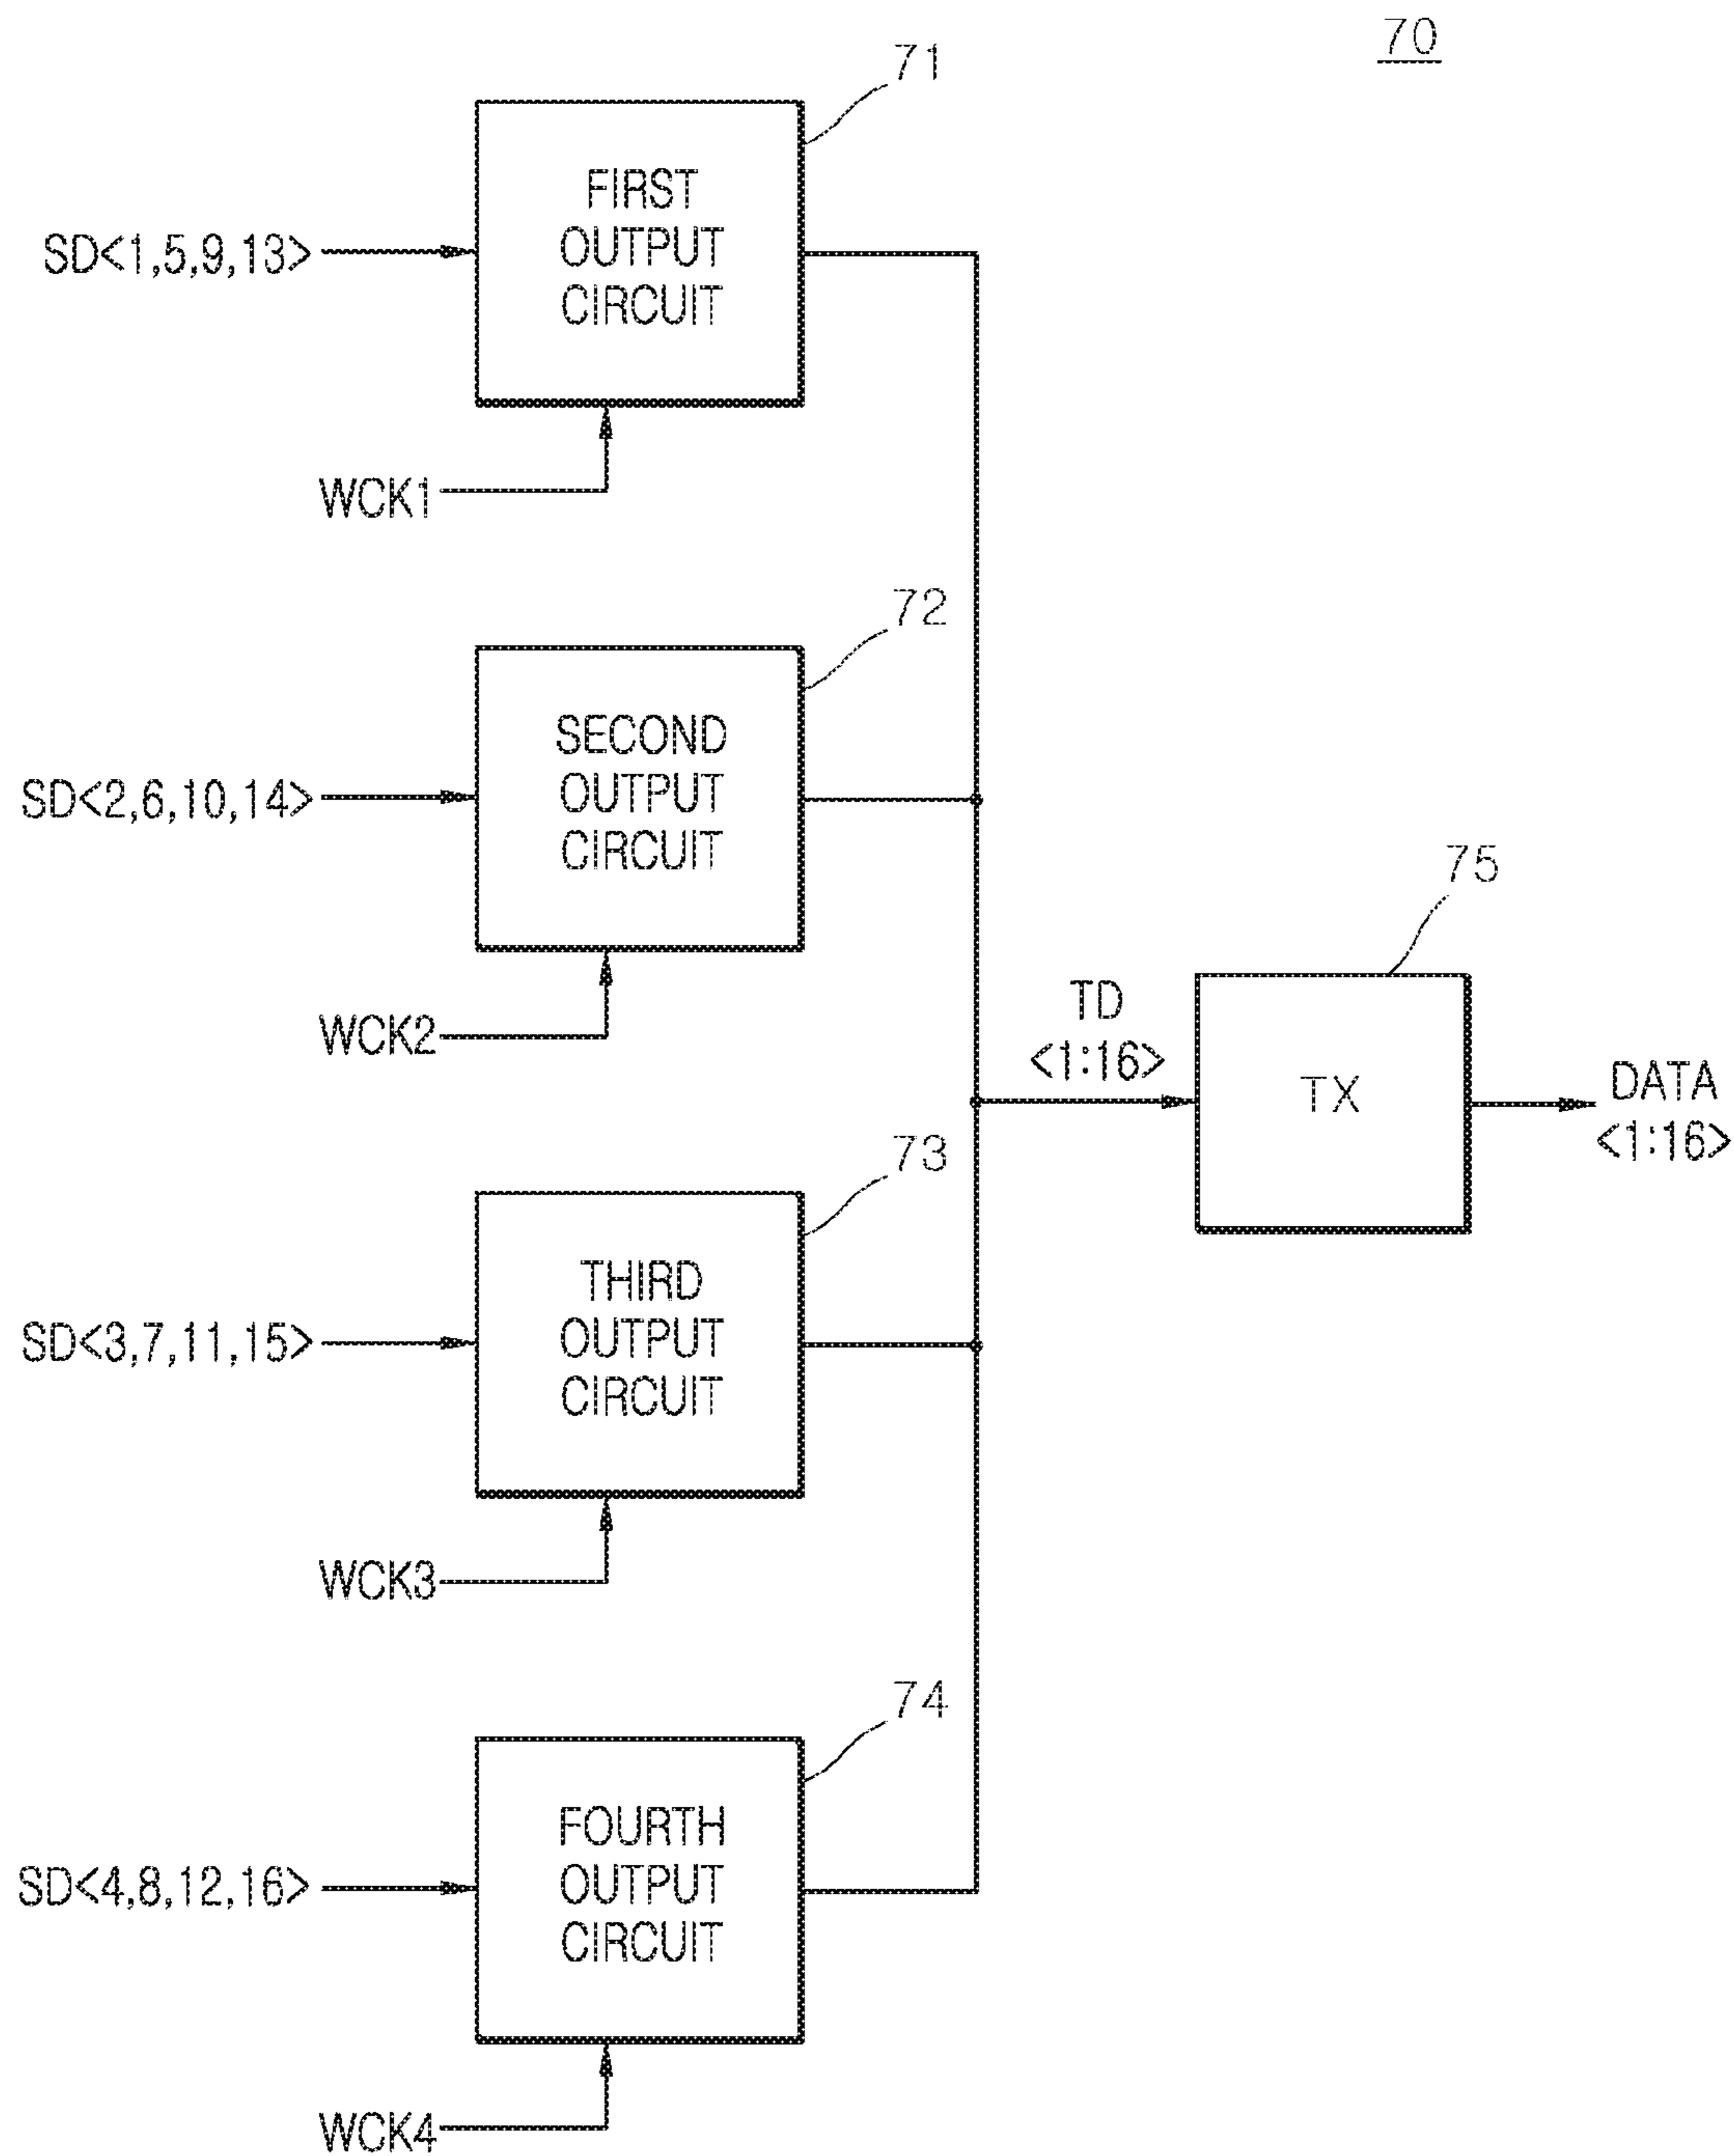 70
71
FIRST
OUTPUT
CIRCUIT
SD<1,5,9,13>
WCK1
72
SECOND
OUTPUT
CIRCUIT
SD<2,6,10,14>
WCK2
75
TD
<1:16>
TX
DATA
<1:16>
73
THIRD
OUTPUT
CIRCUIT
SD<3,7,11,15>
WCK3
74
FOURTH
OUTPUT
CIRCUIT
SD<4,8,12,16>
WCK4